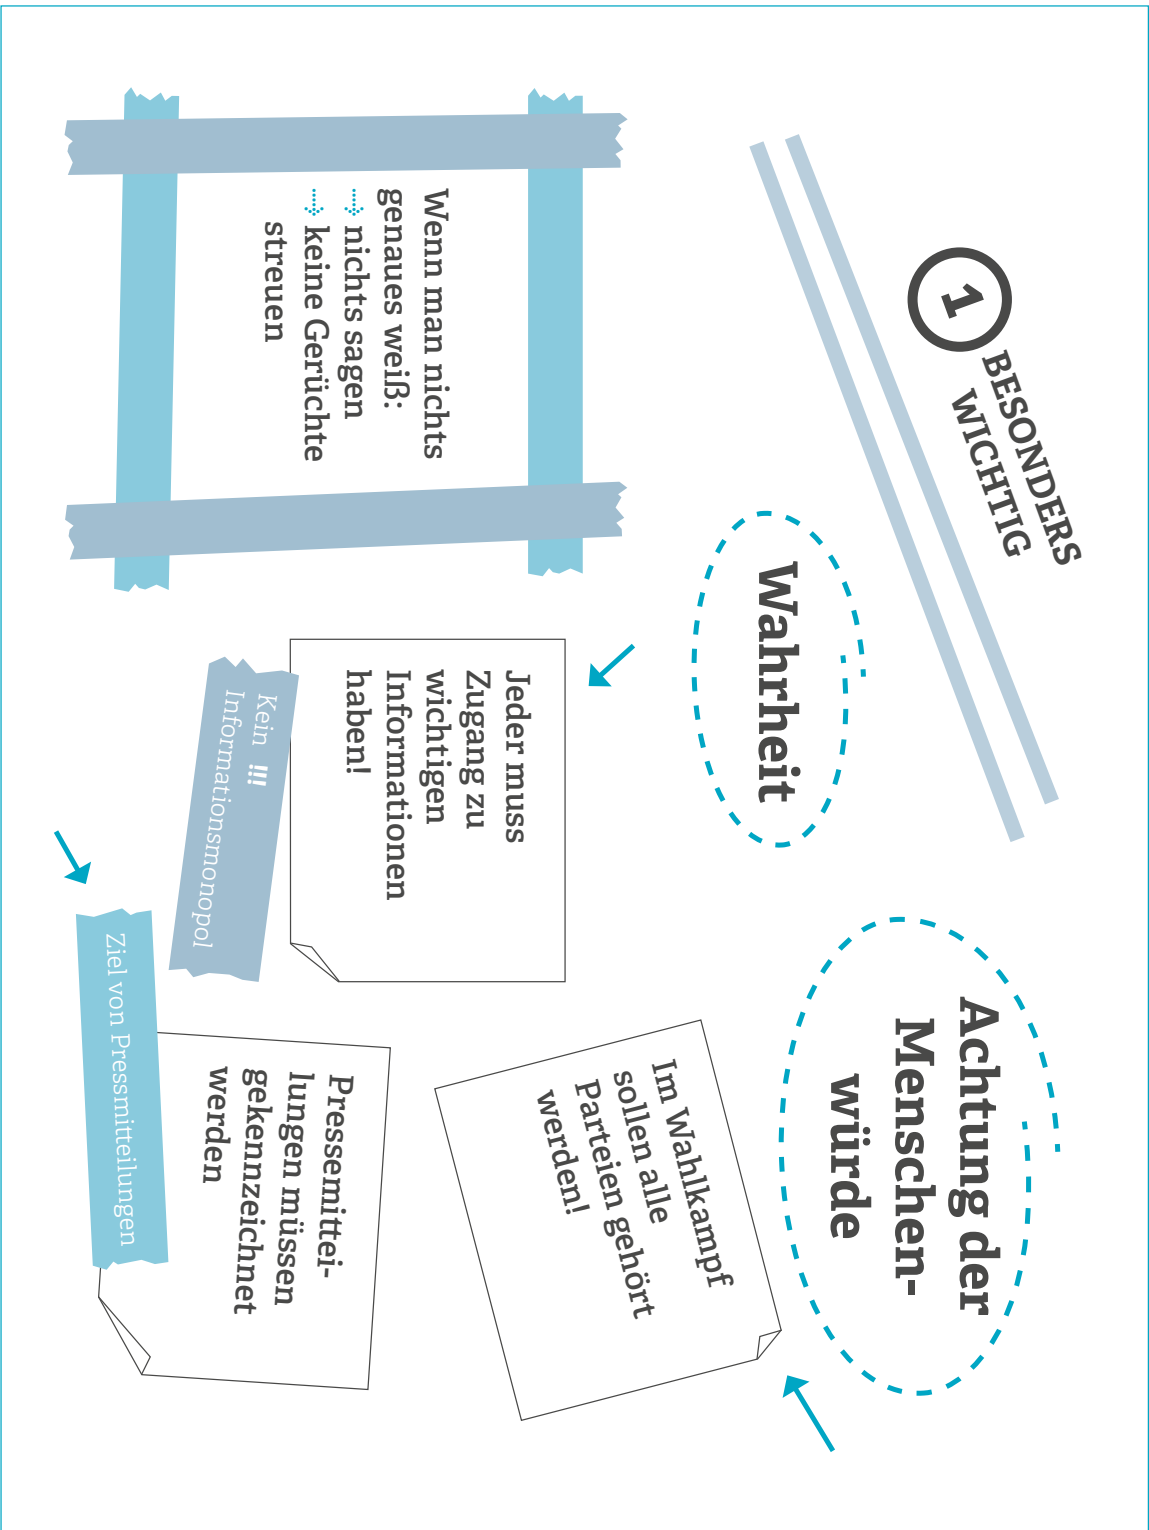 1
BESONDERS
WICHTIG
Wahrheit
Achtung der
Menschen-
würde
Wenn man nichts
genaues weiß:
nichts sagen
keine Gerüchte
streuen
Jeder muss
Zugang zu
wichtigen
Informationen
haben!
Kein !!!
Informationsmonopol
Im Wahlkampf
sollen alle
Parteien gehört
werden!
Pressemittei-
lungen müssen
gekennzeichnet
werden
Ziel von Pressmitteilungen